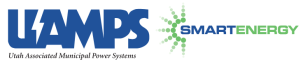 UAMPS
SMARTENERGY
Utah Associated Municipal Power Systems